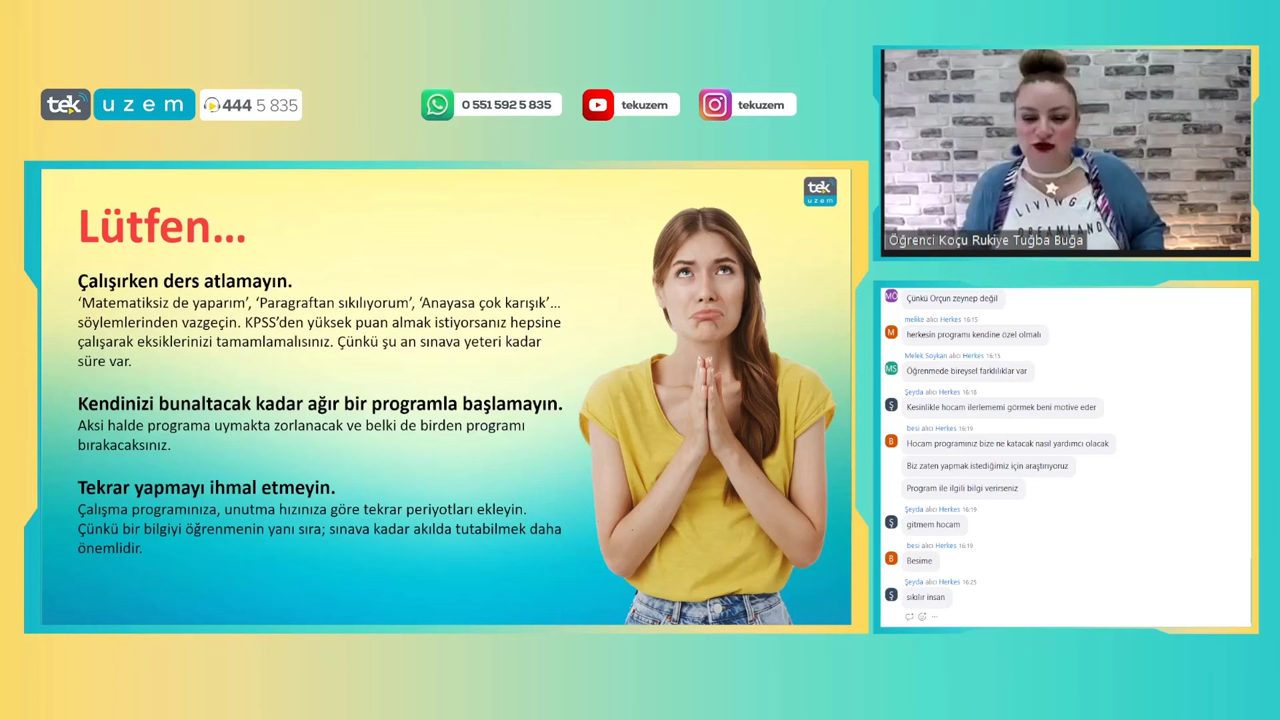 tek uzem 444 5 835
0 551 592 5 835
tekuzem
tekuzem
tek
uzem
Lütfen...
Çalışırken ders atlamayın.
'Matematiksiz de yaparım', 'Paragraftan sıkılıyorum', 'Anayasa çok karışık'...
söylemlerinden vazgeçin. KPSS'den yüksek puan almak istiyorsanız hepsine
çalışarak eksiklerinizi tamamlamalısınız. Çünkü şu an sınava yeteri kadar
süre var.
Kendinizi bunaltacak kadar ağır bir programla başlamayın.
Aksi halde programa uymakta zorlanacak ve belki de birden programı
bırakacaksınız.
Tekrar yapmayı ihmal etmeyin.
Çalışma programınıza, unutma hızınıza göre tekrar periyotları ekleyin.
Çünkü bir bilgiyi öğrenmenin yanı sıra; sınava kadar akılda tutabilmek daha
önemlidir.
LIVING IN
DREAMLAND
Öğrenci Koçu Rukiye Tuğba Buğa
MÖ
Çünkü Orçun zeynep değil
melike alıcı Herkes 16:15
M
herkesin programı kendine özel olmalı
Melek Soykan alıcı Herkes 16:15
MS
Öğrenmede bireysel farklılıklar var
Şeyda alıcı Herkes 16:18
Ş
Kesinlikle hocam ilerlememi görmek beni motive eder
besi alıcı Herkes 16:19
B
Hocam programınız bize ne katacak nasıl yardımcı olacak
Biz zaten yapmak istediğimiz için araştırıyoruz
Program ile ilgili bilgi verirseniz
Şeyda alıcı Herkes 16:19
Ş
gitmem hocam
besi alıcı Herkes 16:19
B
Besime
Şeyda alıcı Herkes 16:25
Ş
sıkılır insan